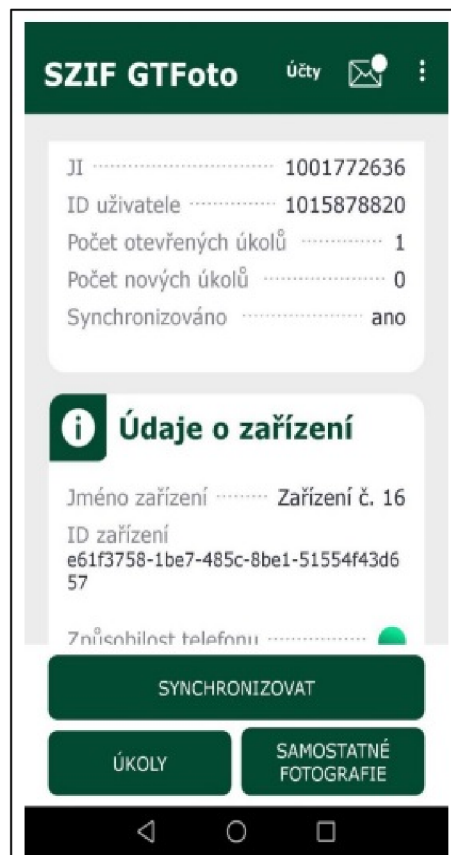 SZIF GTFoto Účty
JI 1001772636
ID uživatele 1015878820
Počet otevřených úkolů 1
Počet nových úkolů 0
Synchronizováno ano
i Údaje o zařízení
Jméno zařízení Zařízení č. 16
ID zařízení
e61f3758-1be7-485c-8be1-51554f43d6
57
Způsobilost telefonu
SYNCHRONIZOVAT
ÚKOLY
SAMOSTATNÉ
FOTOGRAFIE